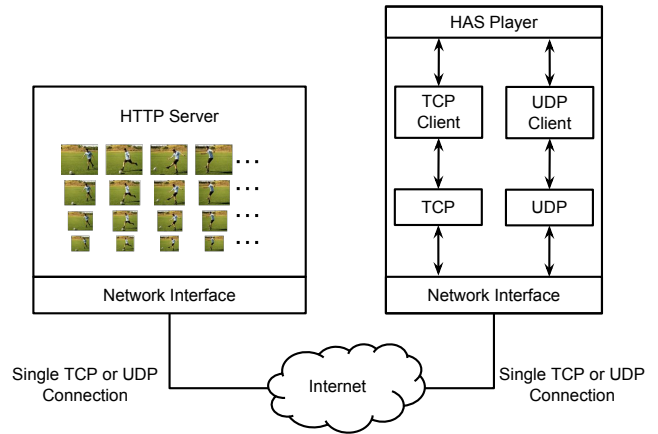 HAS Player
HTTP Server
TCP
Client
UDP
Client
...
...
...
...
TCP
UDP
Network Interface
Network Interface
Single TCP or UDP
Connection
Internet
Single TCP or UDP
Connection